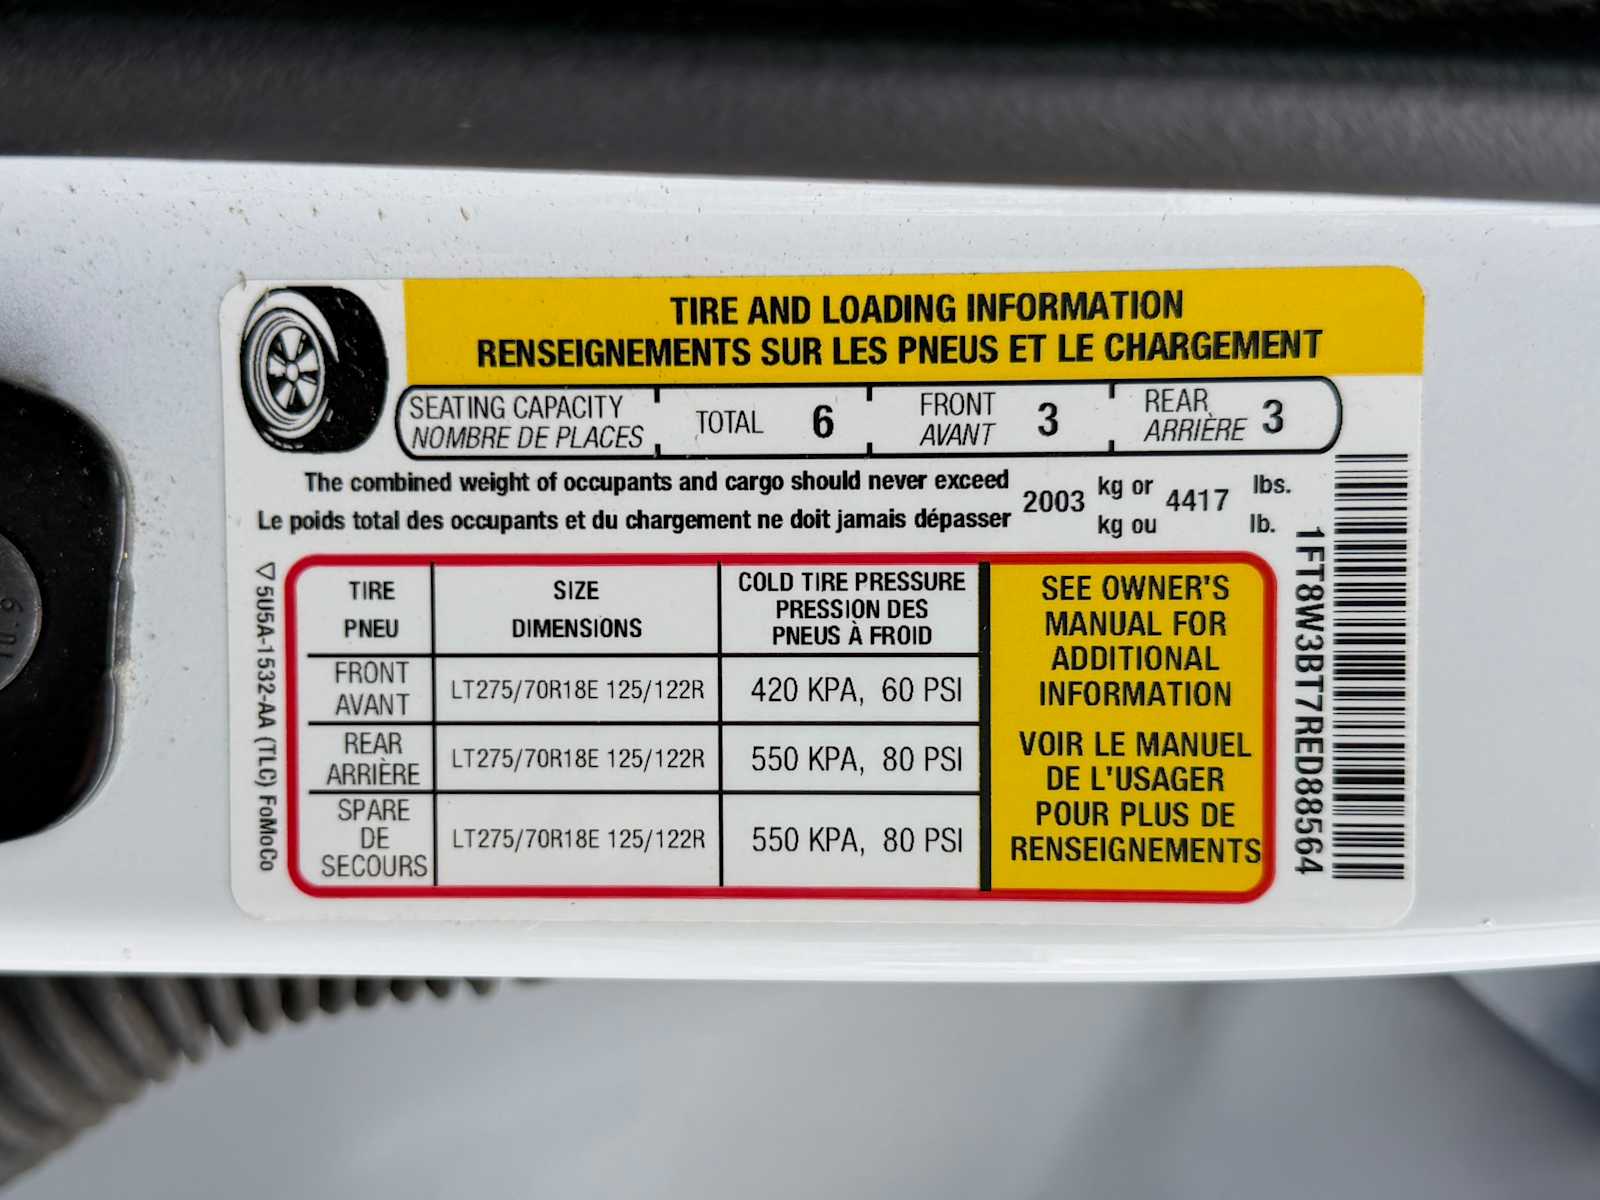 TIRE AND LOADING INFORMATION
RENSEIGNEMENTS SUR LES PNEUS ET LE CHARGEMENT
SEATING CAPACITY
NOMBRE DE PLACES
TOTAL 6
FRONT
AVANT
3
REAR
ARRIÈRE
3
The combined weight of occupants and cargo should never exceed
Le poids total des occupants et du chargement ne doit jamais dépasser
2003
kg or
kg ou
4417
lbs.
lb.
TIRE
PNEU
SIZE
DIMENSIONS
COLD TIRE PRESSURE
PRESSION DES
PNEUS À FROID
FRONT
AVANT
LT275/70R18E 125/122R
420 KPA, 60 PSI
REAR
ARRIÈRE
LT275/70R18E 125/122R
550 KPA, 80 PSI
SPARE
DE
SECOURS
LT275/70R18E 125/122R
550 KPA, 80 PSI
SEE OWNER'S
MANUAL FOR
ADDITIONAL
INFORMATION
VOIR LE MANUEL
DE L'USAGER
POUR PLUS DE
RENSEIGNEMENTS
5U5A-1532-AA (TLC) FoMoCo
1FT8W3BT7RED88564